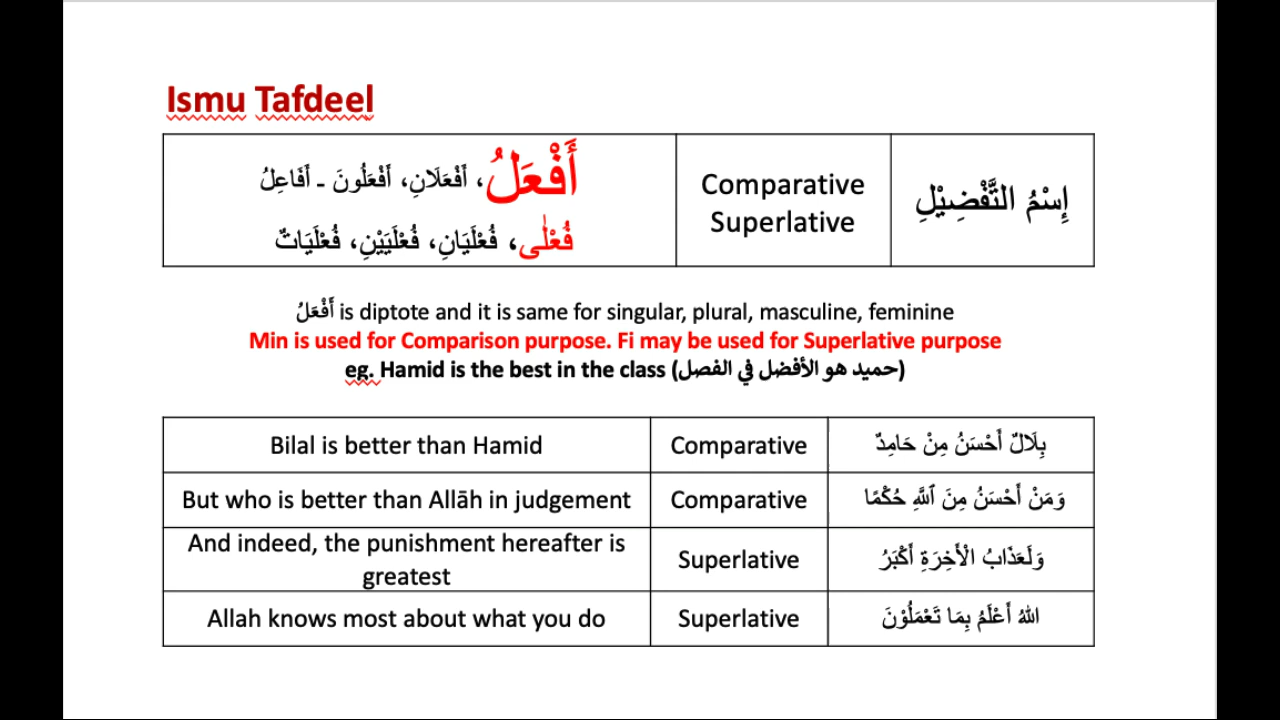 Ismu Tafdeel
أَفْعَلُ، أَفْعَلَانِ، أَفْعَلُونَ ـ أَفَاعِلُ
فُعْلٰى، فُعْلَيَانِ، فُعْلَيَيْنِ، فُعْلَيَاتٌ
Comparative
Superlative
إِسْمُ التَّفْضِيْلِ
أَفْعَلُ is diptote and it is same for singular, plural, masculine, feminine
Min is used for Comparison purpose. Fi may be used for Superlative purpose
eg. Hamid is the best in the class (حميد هو الأفضل في الفصل)
Bilal is better than Hamid
Comparative
بِلَالٌ أَحْسَنُ مِنْ حَامِدٌ
But who is better than Allāh in judgement
Comparative
وَمَنْ أَحْسَنُ مِنَ ٱللَّهِ حُكْمًا
And indeed, the punishment hereafter is
greatest
Superlative
وَلَعَذَابُ الْأَخِرَةِ أَكْبَرُ
Allah knows most about what you do
Superlative
اللهُ أَعْلَمُ بِمَا تَعْمَلُوْنَ